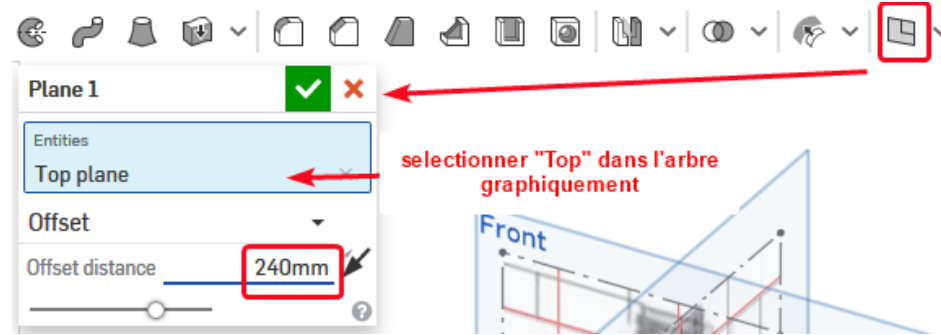 Plane 1
Entities
Top plane
selectionner "Top" dans l'arbre
graphiquement
Offset
Front
Offset distance
240mm